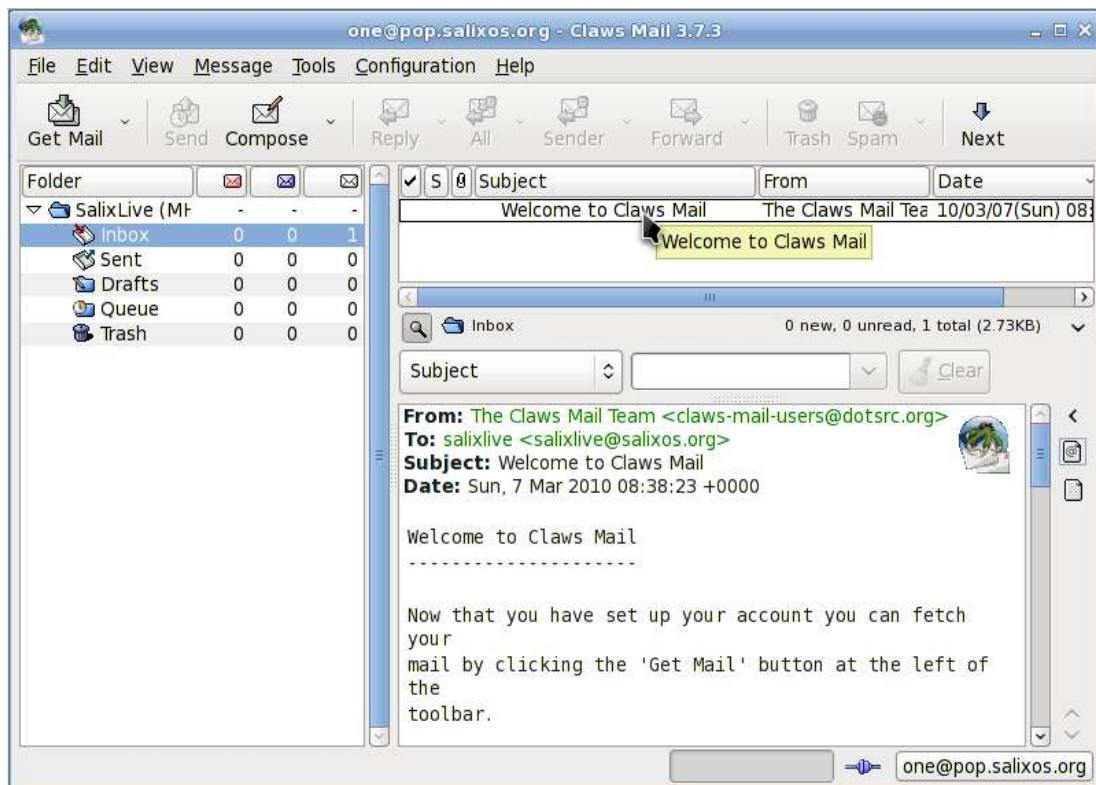 one@pop.salixos.org - Claws Mail 3.7.3
File Edit View Message Tools Configuration Help
Get Mail Send Compose Reply All Sender Forward Trash Spam Next
Folder
SalixLive (MH - - -
Inbox 0 0 1
Sent 0 0 0
Drafts 0 0 0
Queue 0 0 0
Trash 0 0 0
S Subject From Date
Welcome to Claws Mail The Claws Mail Tea 10/03/07(Sun) 08:
Welcome to Claws Mail
Inbox 0 new, 0 unread, 1 total (2.73KB)
Subject Clear
From: The Claws Mail Team <claws-mail-users@dotsrc.org>
To: salixlive <salixlive@salixos.org>
Subject: Welcome to Claws Mail
Date: Sun, 7 Mar 2010 08:38:23 +0000
Welcome to Claws Mail
----------------------
Now that you have set up your account you can fetch
your
mail by clicking the 'Get Mail' button at the left of
the
toolbar.
one@pop.salixos.org